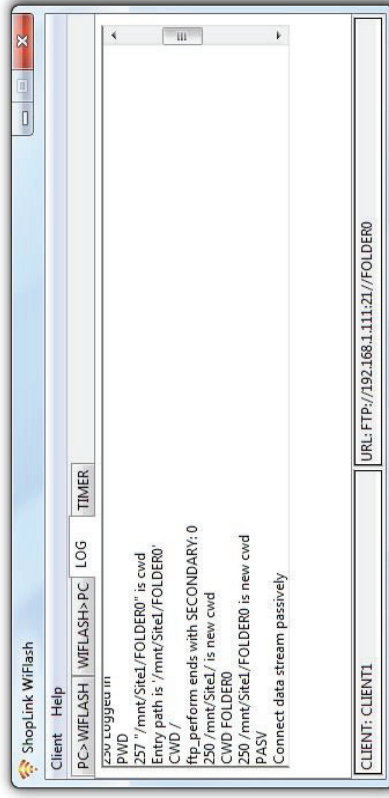 ShopLink WiFlash
Client Help
PC>WIFLASH WIFLASH>PC LOG TIMER
230 Logged in
PWD
257 "/mnt/Site1/FOLDER0" is cwd
Entry path is '/mnt/Site1/FOLDER0'
CWD /
ftp_perform ends with SECONDARY: 0
250 /mnt/Site1/ is new cwd
CWD FOLDER0
250 /mnt/Site1/FOLDER0 is new cwd
PASV
Connect data stream passively
CLIENT: CLIENT1 URL: FTP://192.168.1.111:21//FOLDER0